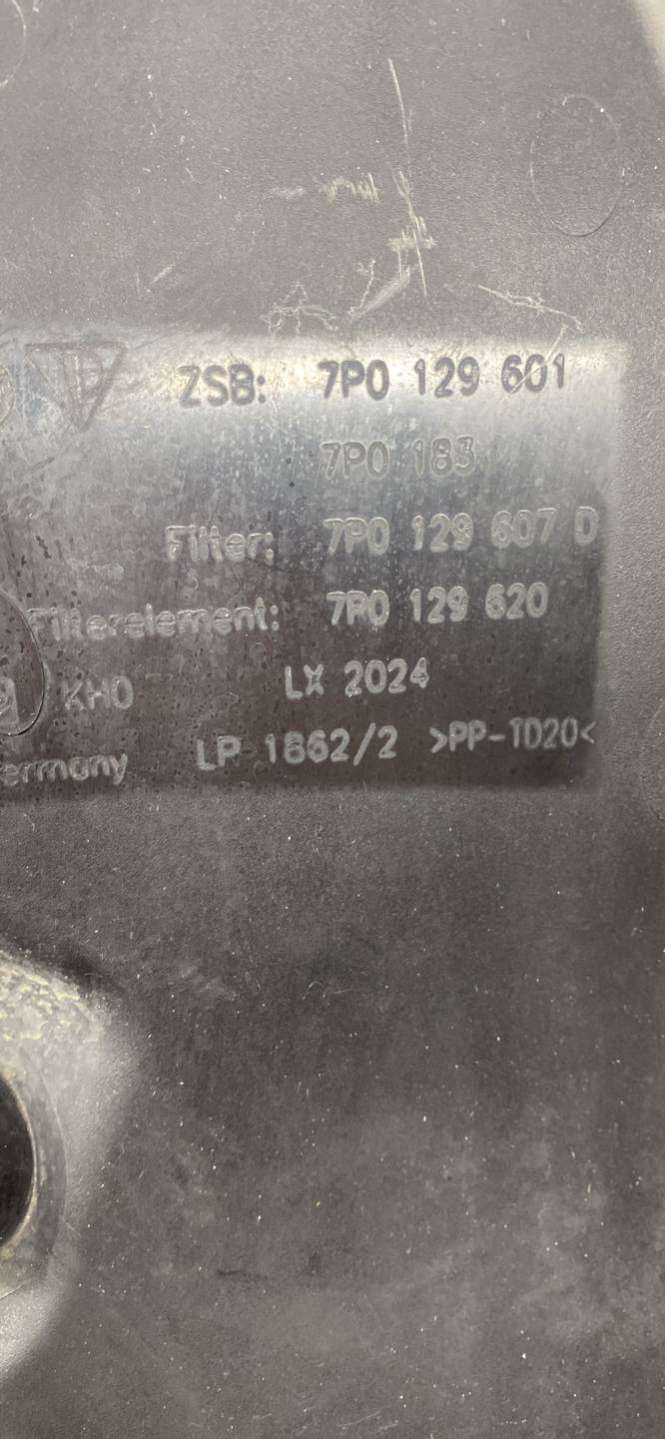 ZSB: 7P0 129 601
7P0 183
Filter: 7P0 129 607 D
Filterelement: 7P0 129 620
KHO LX 2024
ermany LP 1862/2 >PP-TD20<